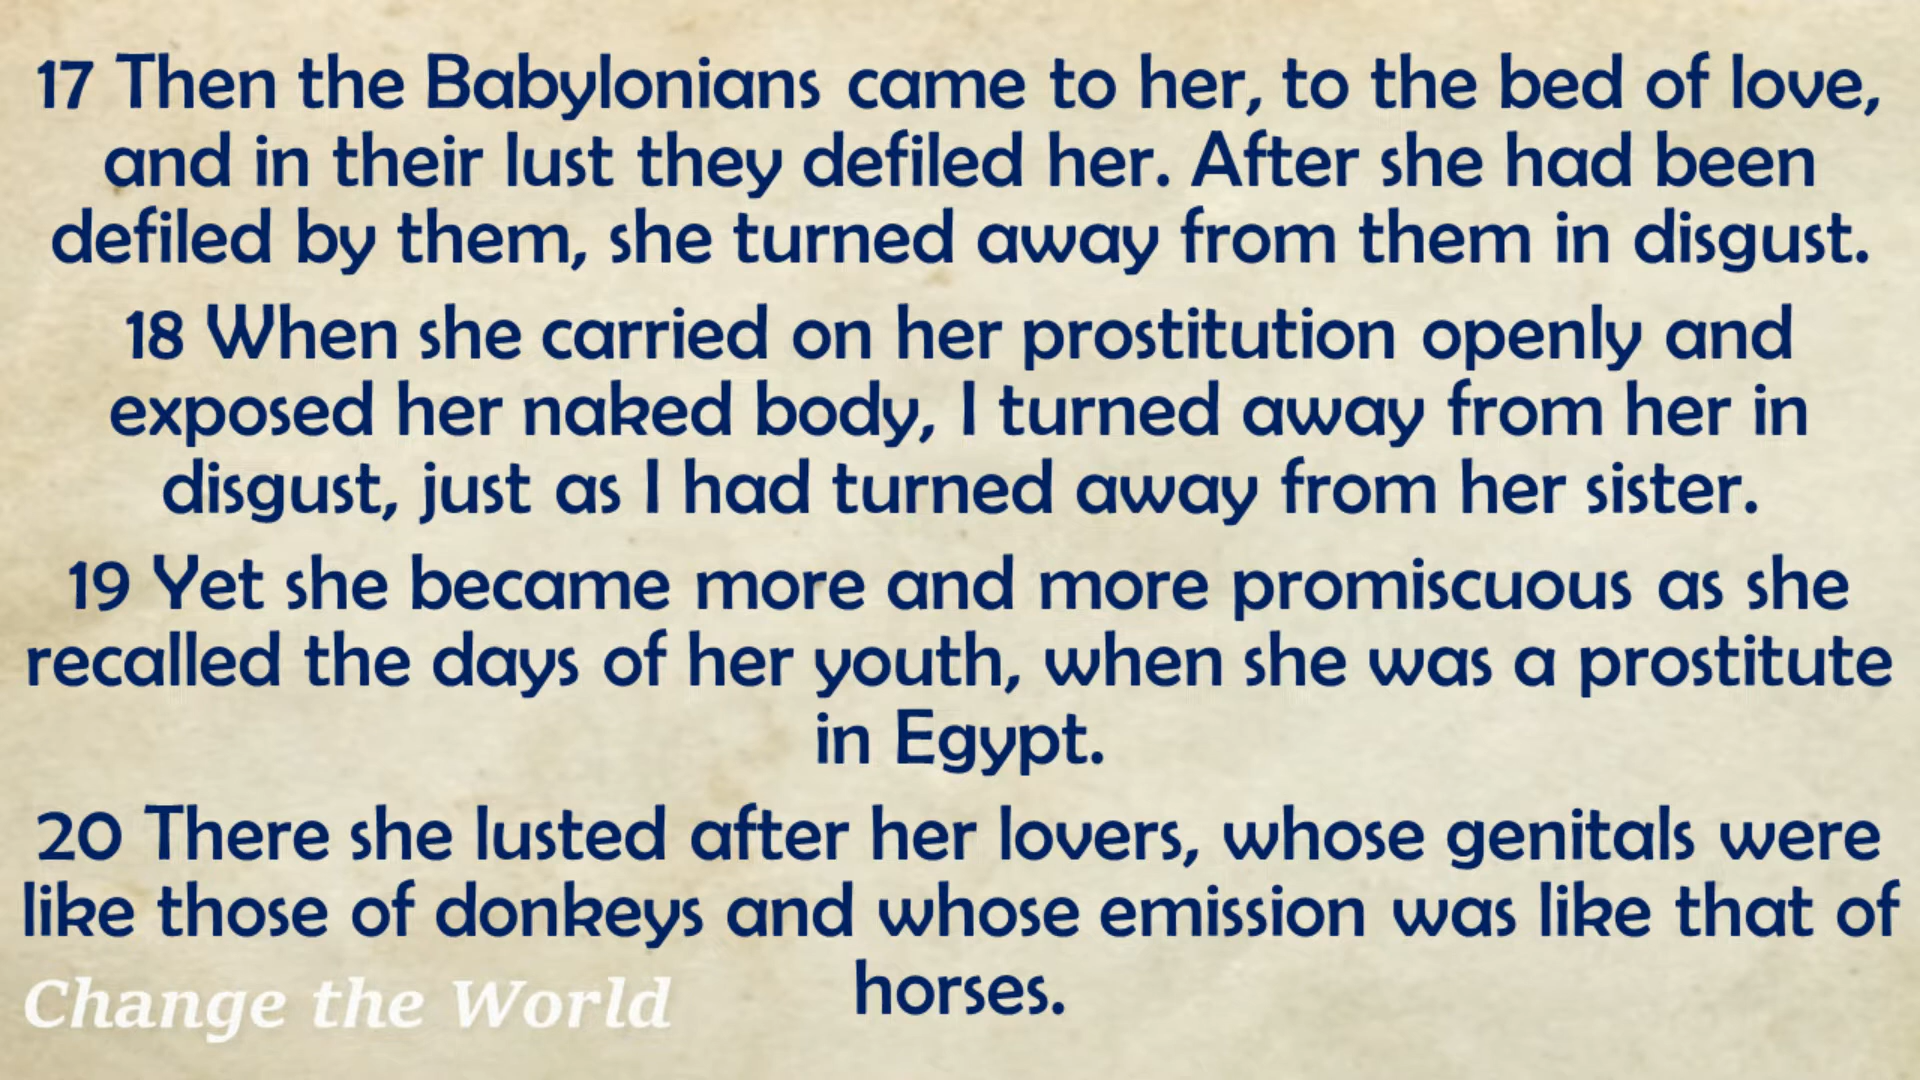 17 Then the Babylonians came to her, to the bed of love,
and in their lust they defiled her. After she had been
defiled by them, she turned away from them in disgust.
18 When she carried on her prostitution openly and
exposed her naked body, I turned away from her in
disgust, just as I had turned away from her sister.
19 Yet she became more and more promiscuous as she
recalled the days of her youth, when she was a prostitute
in Egypt.
20 There she lusted after her lovers, whose genitals were
like those of donkeys and whose emission was like that of
horses.
Change the World